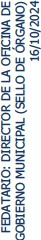 FEDATARIO: DIRECTOR DE LA OFICINA DE
GOBIERNO MUNICIPAL (SELLO DE ÓRGANO)
16/10/2024